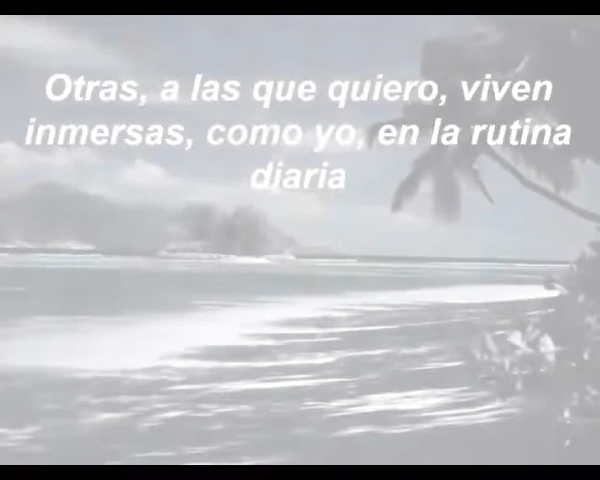 Otras, a las que quiero, viven
inmersas, como yo, en la rutina
diaria